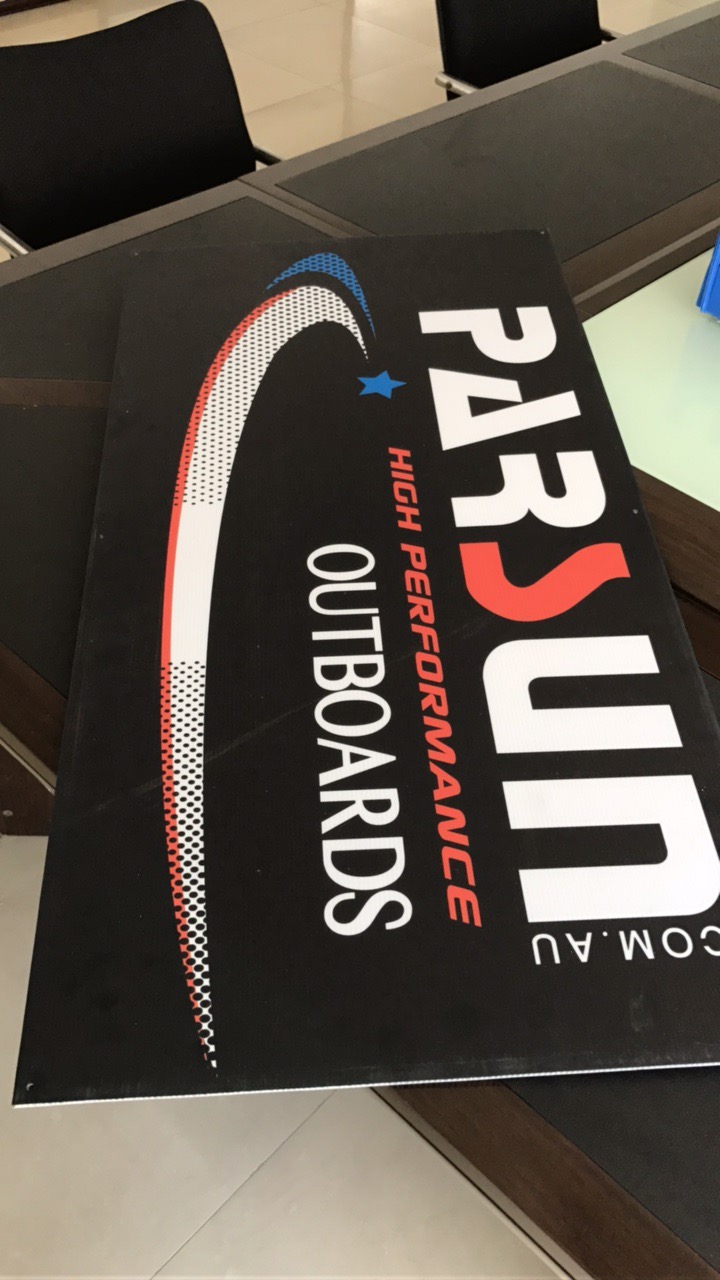 PARSUN
.COM.AU
HIGH PERFORMANCE
OUTBOARDS